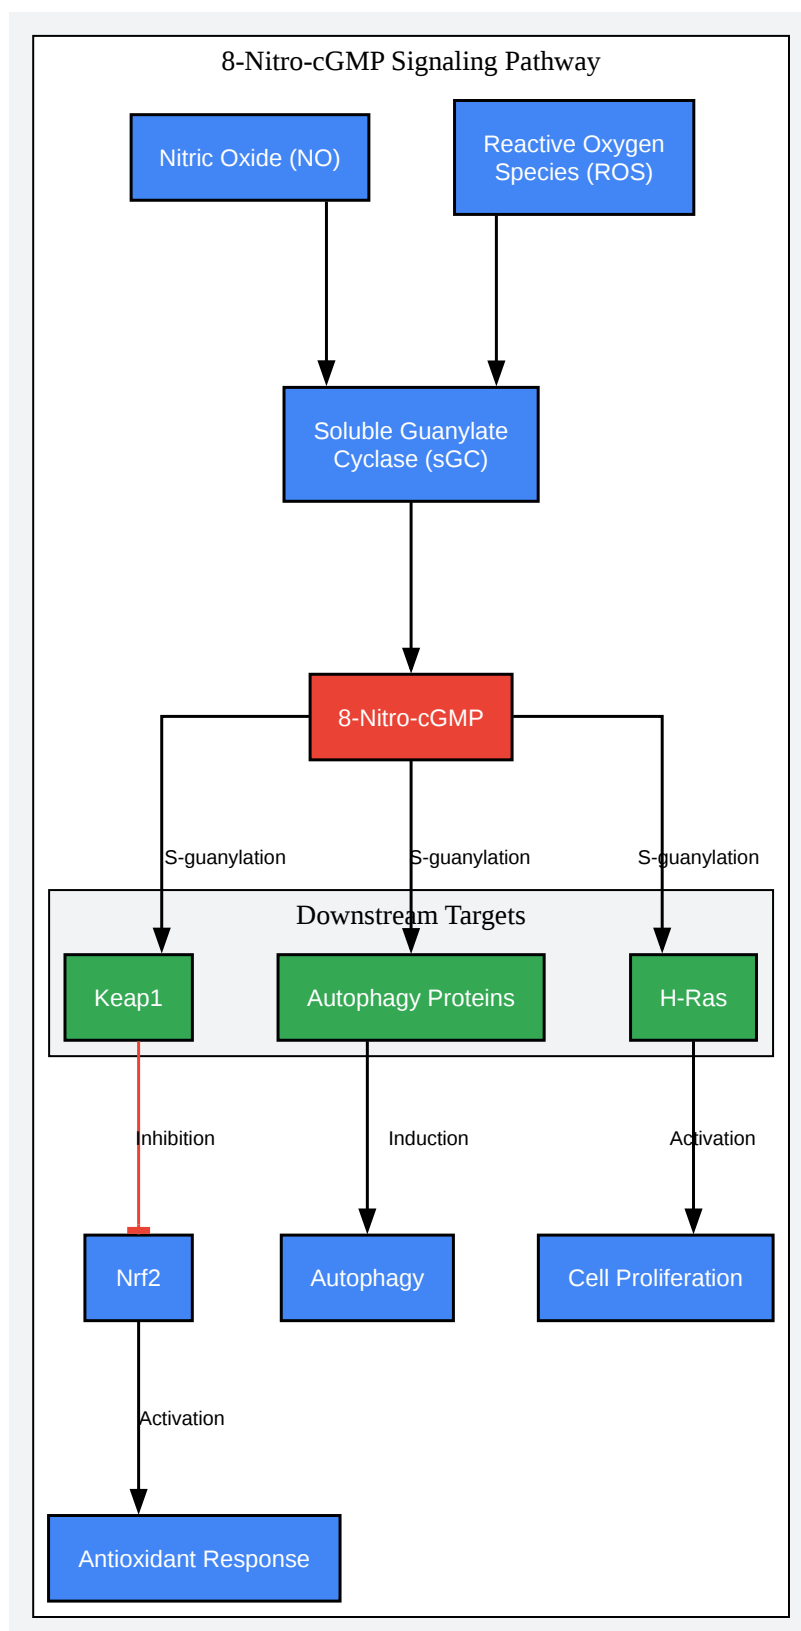 8-Nitro-cGMP Signaling Pathway
Nitric Oxide (NO)
Reactive Oxygen
Species (ROS)
Soluble Guanylate
Cyclase (sGC)
8-Nitro-cGMP
S-guanylation
S-guanylation
S-guanylation
Downstream Targets
Keap1
Autophagy Proteins
H-Ras
Inhibition
Induction
Activation
Nrf2
Autophagy
Cell Proliferation
Activation
Antioxidant Response